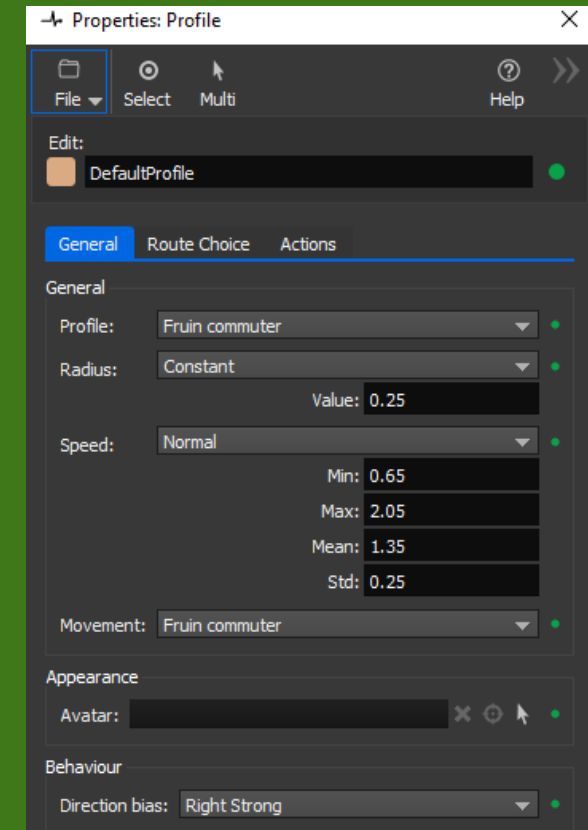 Properties: Profile
File Select Multi Help
Edit:
DefaultProfile
General Route Choice Actions
General
Profile: Fruin commuter
Radius: Constant
Value: 0.25
Speed: Normal
Min: 0.65
Max: 2.05
Mean: 1.35
Std: 0.25
Movement: Fruin commuter
Appearance
Avatar:
Behaviour
Direction bias: Right Strong